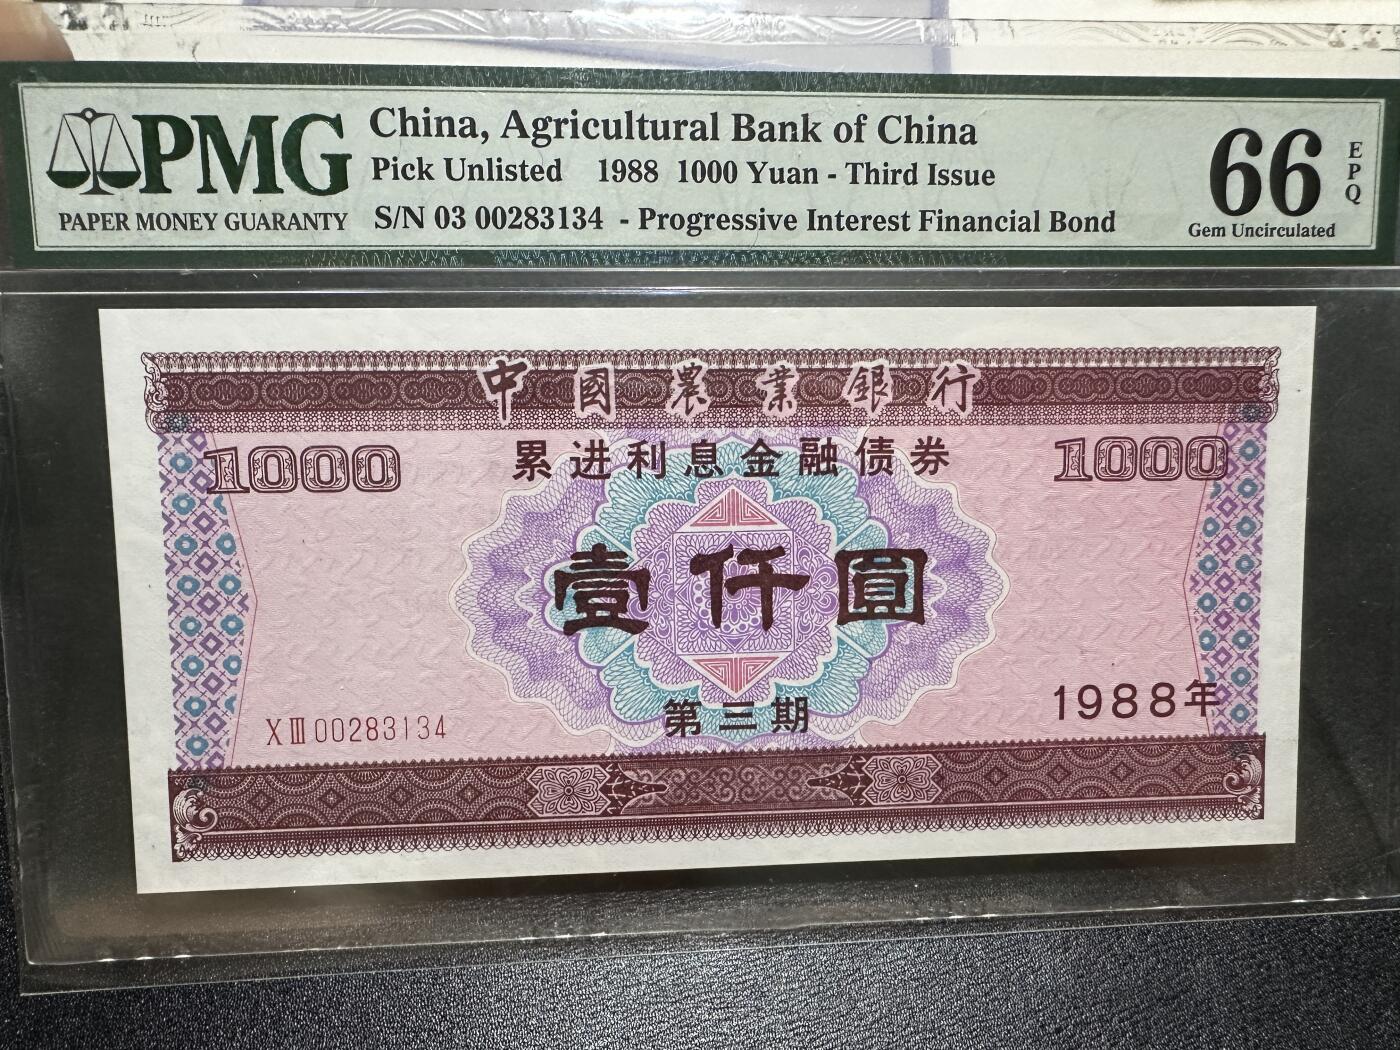 PMG
PAPER MONEY GUARANTY
China, Agricultural Bank of China
Pick Unlisted 1988 1000 Yuan - Third Issue
S/N 03 00283134 - Progressive Interest Financial Bond
66
EPQ
Gem Uncirculated
中國農業銀行
1000 累进利息金融债券 1000
壹仟圓
第三期
XⅢ00283134
1988年